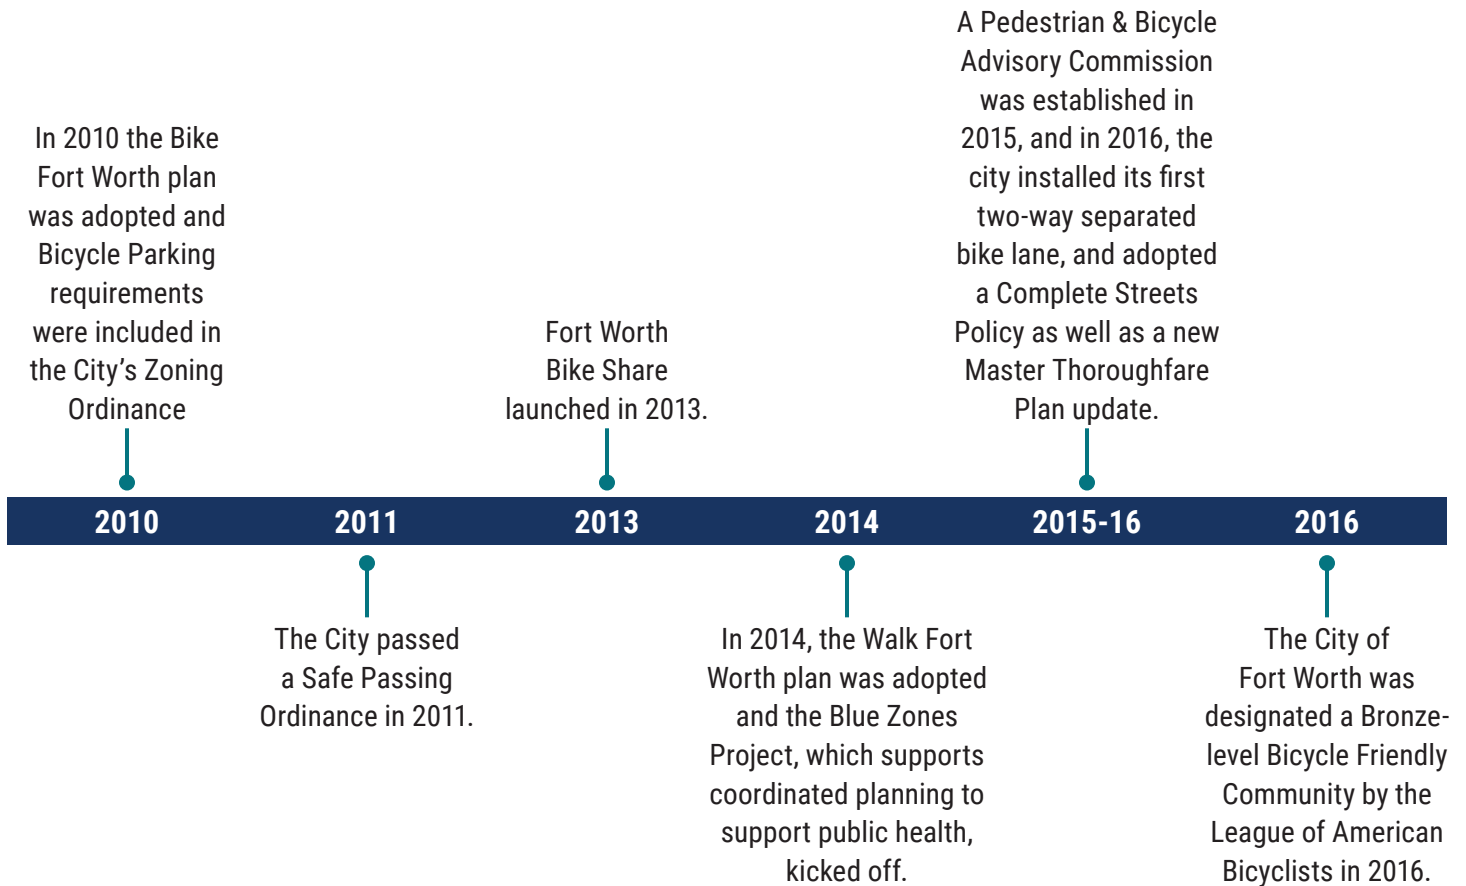 In 2010 the Bike
Fort Worth plan
was adopted and
Bicycle Parking
requirements
were included in
the City’s Zoning
Ordinance
Fort Worth
Bike Share
launched in 2013.
A Pedestrian & Bicycle
Advisory Commission
was established in
2015, and in 2016, the
city installed its first
two-way separated
bike lane, and adopted
a Complete Streets
Policy as well as a new
Master Thoroughfare
Plan update.
2010
2011
2013
2014
2015-16
2016
The City passed
a Safe Passing
Ordinance in 2011.
In 2014, the Walk Fort
Worth plan was adopted
and the Blue Zones
Project, which supports
coordinated planning to
support public health,
kicked off.
The City of
Fort Worth was
designated a Bronze-
level Bicycle Friendly
Community by the
League of American
Bicyclists in 2016.